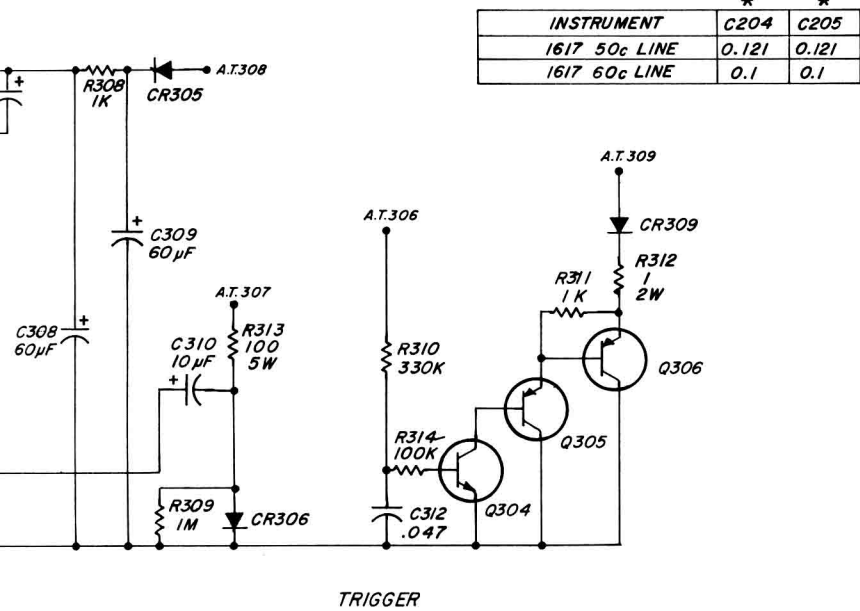 * *
INSTRUMENT C204 C205
1617 50c LINE 0.121 0.121
1617 60c LINE 0.1 0.1
+
R308
1K
CR305
A.T.308
A.T.309
CR309
A.T.306
+
C309
60µF
R312
1
2W
R311
1K
A.T.307
C308
60µF
+
C310
10µF
+
R313
100
5W
R310
330K
Q306
Q305
R314
100K
R309
1M
CR306
C312
.047
Q304
TRIGGER